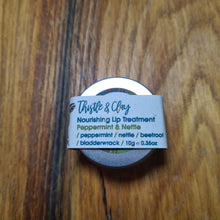 Thistle & Clay
Nourishing Lip Treatment
Peppermint & Nettle
/ peppermint / nettle / beetroot
/ bladderwrack / 10g ℮ 0.35oz